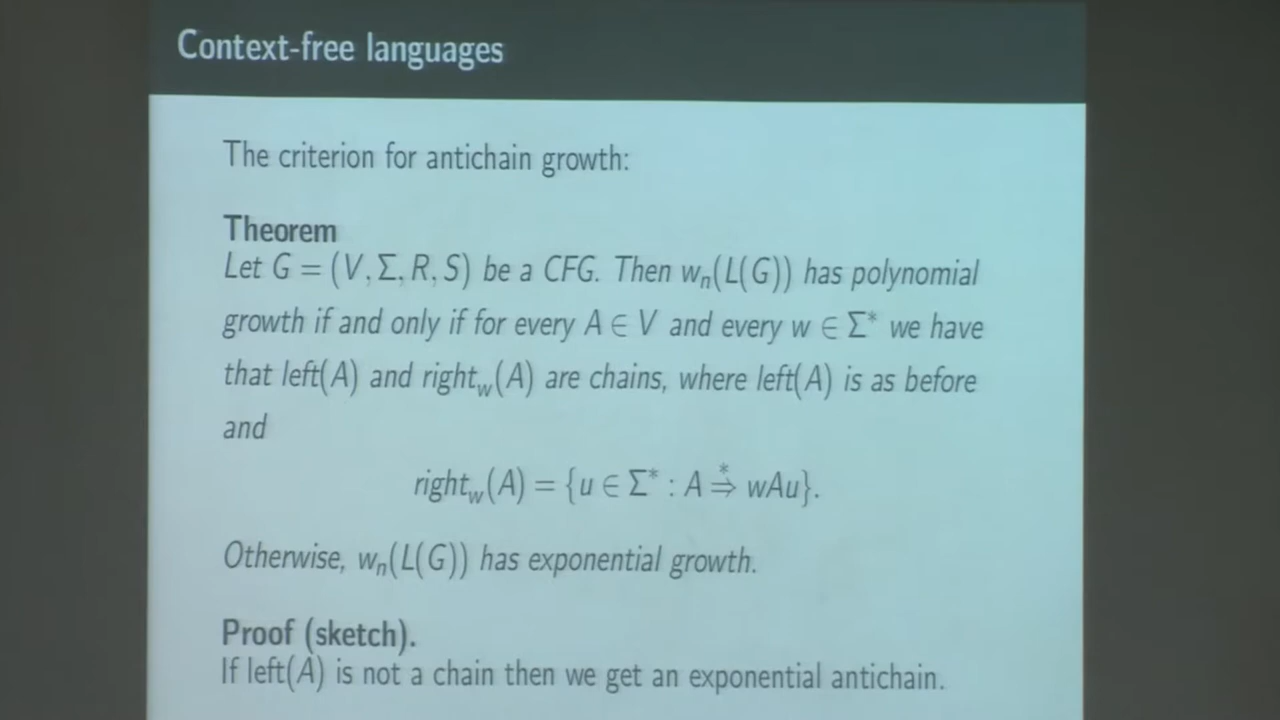 Context-free languages
The criterion for antichain growth:
Theorem
Let G = (V, Σ, R, S) be a CFG. Then wₙ(L(G)) has polynomial
growth if and only if for every A ∈ V and every w ∈ Σ* we have
that left(A) and right_w(A) are chains, where left(A) is as before
and
right_w(A) = {u ∈ Σ* : A ⇒* wAu}.
Otherwise, wₙ(L(G)) has exponential growth.
Proof (sketch).
If left(A) is not a chain then we get an exponential antichain.